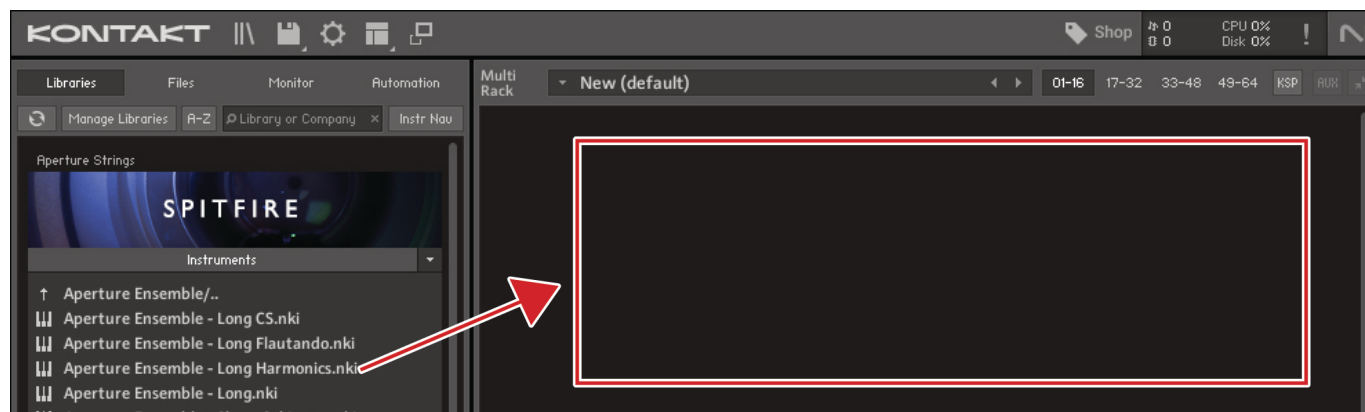 KONTAKT
Shop
0
0
CPU 0%
Disk 0%
!
Libraries Files Monitor Automation
Manage Libraries A-Z Library or Company × Instr Nav
Multi
Rack
New (default)
01-16 17-32 33-48 49-64 KSP AUX
Aperture Strings
SPITFIRE
Instruments
↑ Aperture Ensemble/..
Aperture Ensemble - Long CS.nki
Aperture Ensemble - Long Flautando.nki
Aperture Ensemble - Long Harmonics.nki
Aperture Ensemble - Long.nki